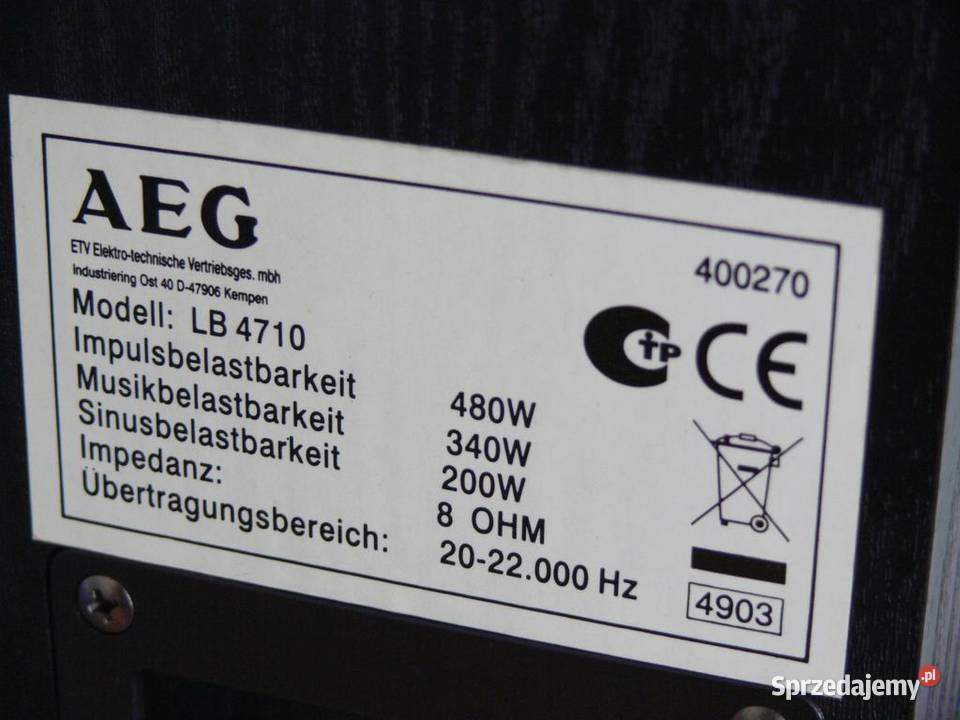 AEG
ETV Elektro-technische Vertriebsges. mbh
Industriering Ost 40 D-47906 Kempen
400270
Modell: LB 4710
Impulsbelastbarkeit 480W
Musikbelastbarkeit 340W
Sinusbelastbarkeit 200W
Impedanz: 8 OHM
Übertragungsbereich: 20-22.000 Hz
TP CE
4903
Sprzedajemy.pl